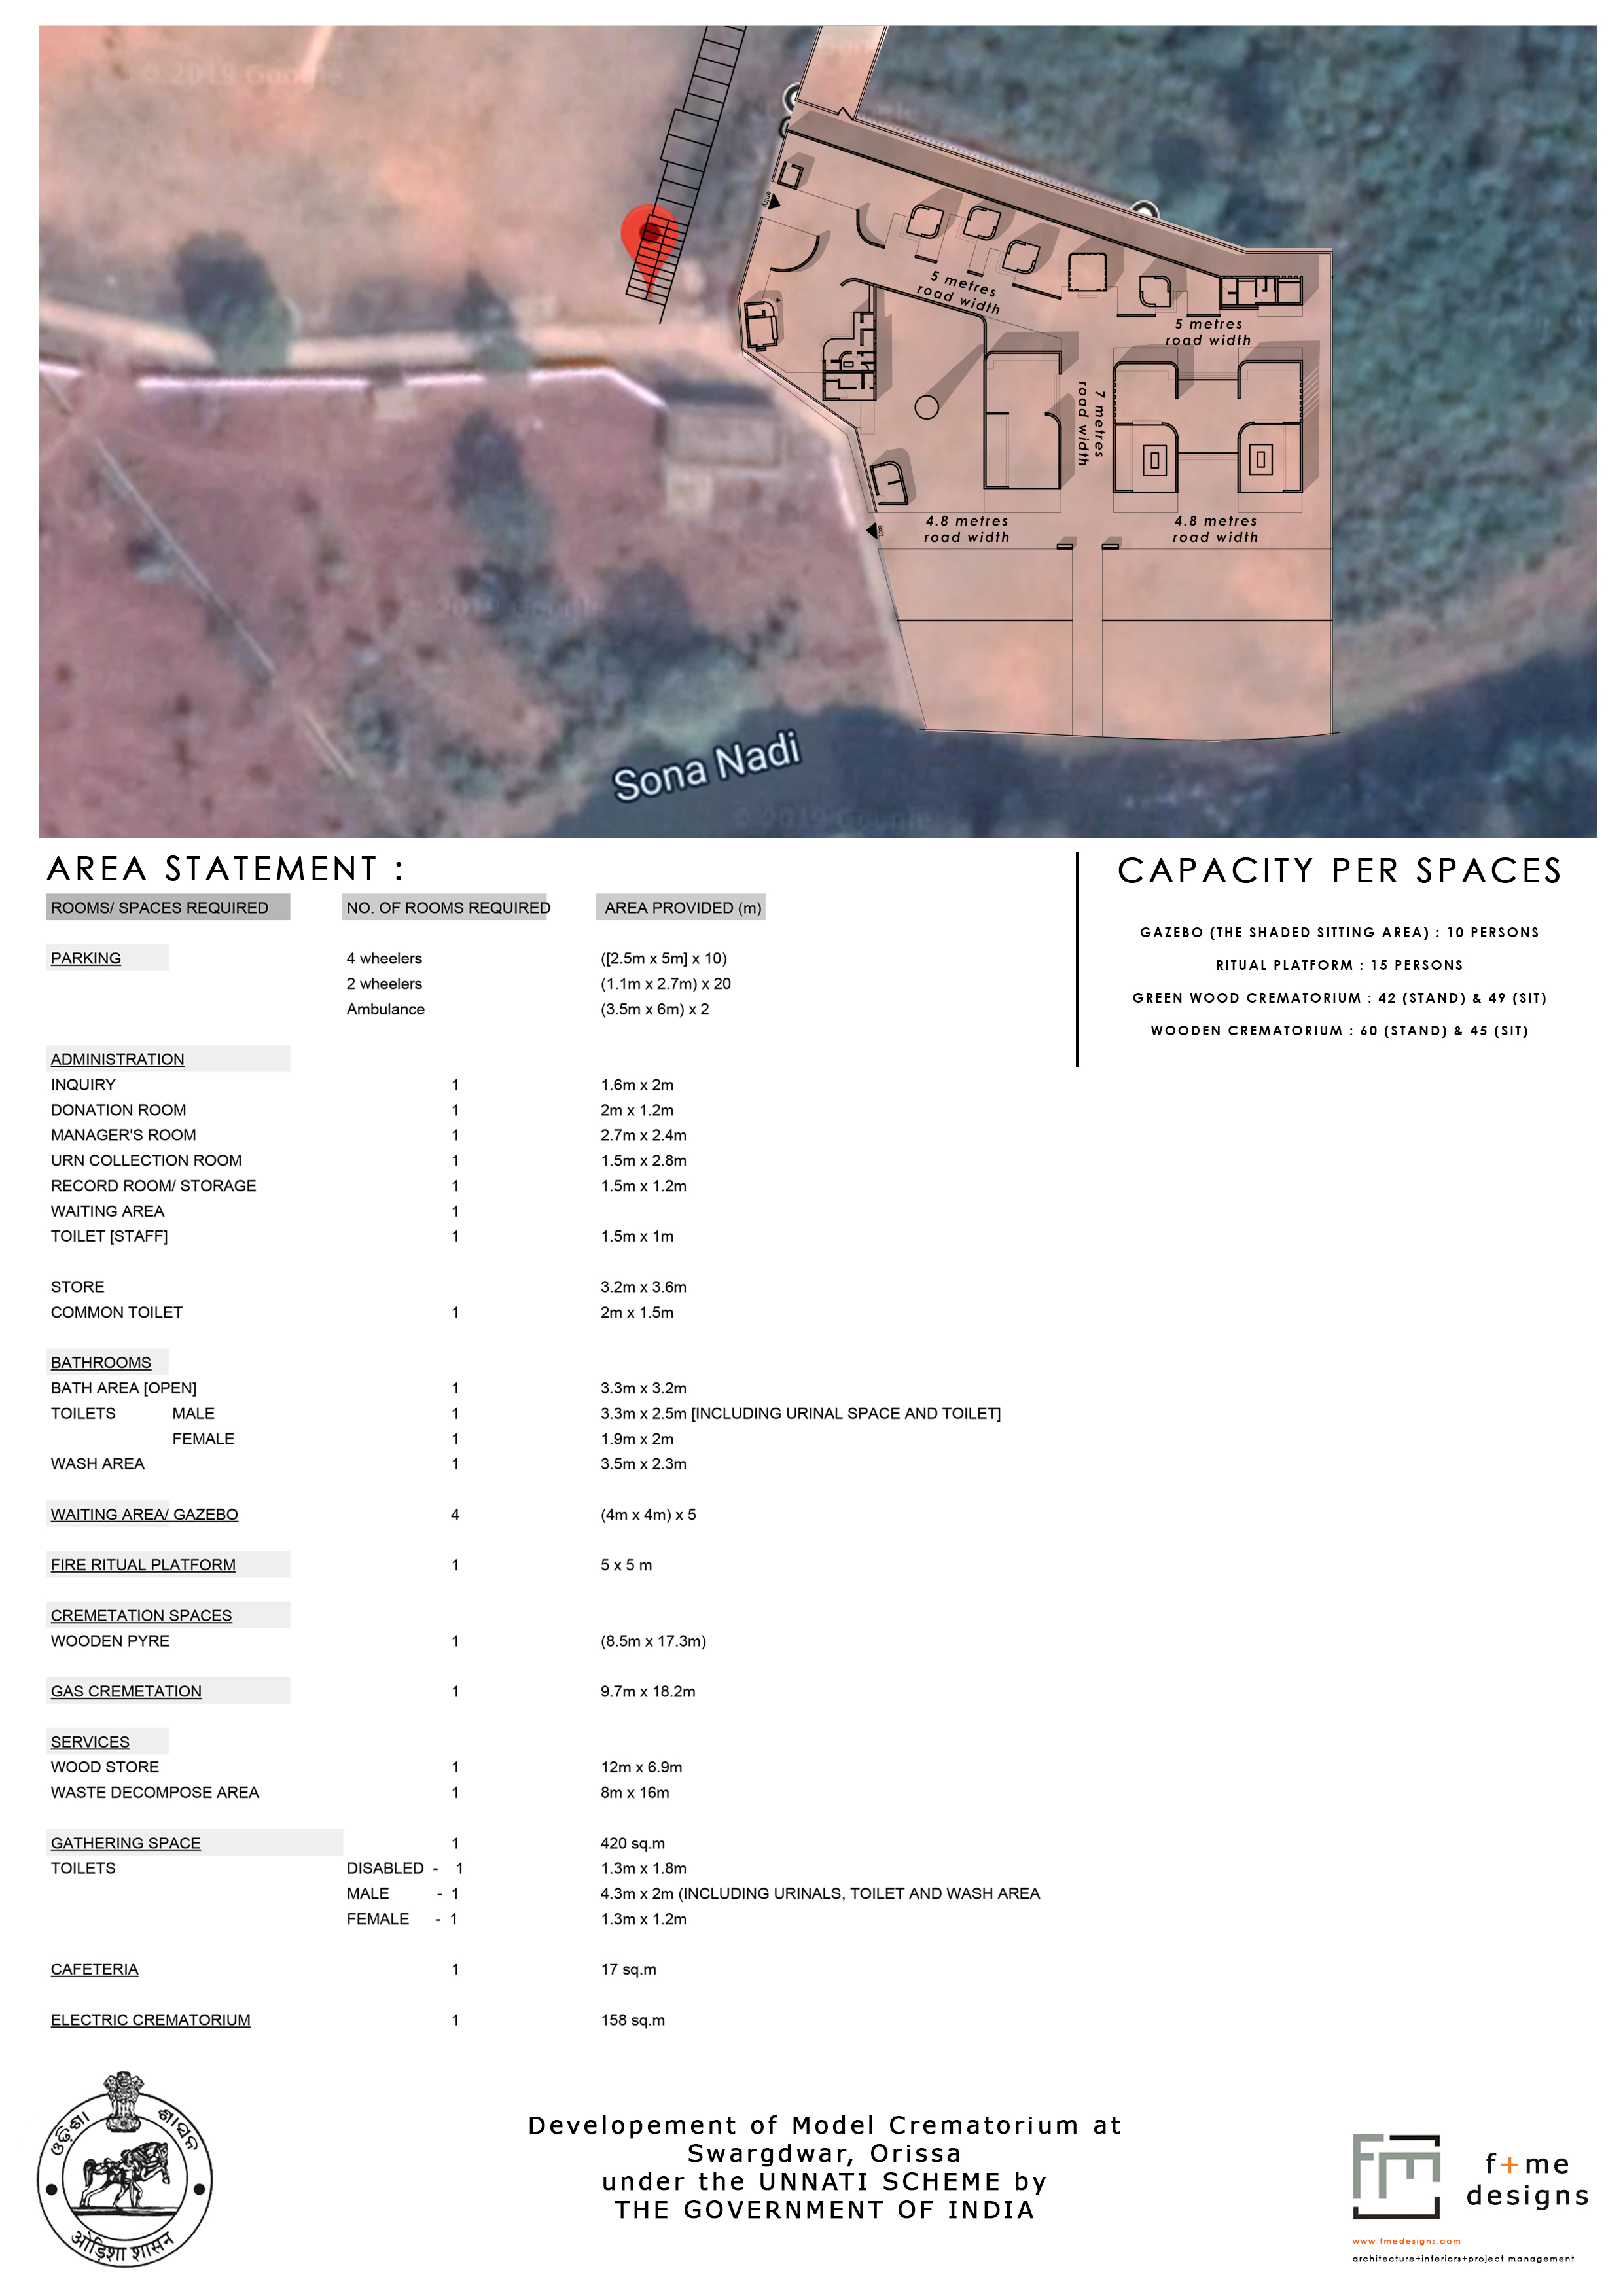 © 2019 Google
entry
5 metres
road width
5 metres
road width
7 metres
road width
4.8 metres
road width
4.8 metres
road width
exit
© 2019 Google
Sona Nadi
© 2019 Google
AREA STATEMENT :
ROOMS/ SPACES REQUIRED NO. OF ROOMS REQUIRED AREA PROVIDED (m)
PARKING 4 wheelers ([2.5m x 5m] x 10)
2 wheelers (1.1m x 2.7m) x 20
Ambulance (3.5m x 6m) x 2
ADMINISTRATION
INQUIRY 1 1.6m x 2m
DONATION ROOM 1 2m x 1.2m
MANAGER'S ROOM 1 2.7m x 2.4m
URN COLLECTION ROOM 1 1.5m x 2.8m
RECORD ROOM/ STORAGE 1 1.5m x 1.2m
WAITING AREA 1
TOILET [STAFF] 1 1.5m x 1m
STORE 3.2m x 3.6m
COMMON TOILET 1 2m x 1.5m
BATHROOMS
BATH AREA [OPEN] 1 3.3m x 3.2m
TOILETS MALE 1 3.3m x 2.5m [INCLUDING URINAL SPACE AND TOILET]
FEMALE 1 1.9m x 2m
WASH AREA 1 3.5m x 2.3m
WAITING AREA/ GAZEBO 4 (4m x 4m) x 5
FIRE RITUAL PLATFORM 1 5 x 5 m
CREMETATION SPACES
WOODEN PYRE 1 (8.5m x 17.3m)
GAS CREMETATION 1 9.7m x 18.2m
SERVICES
WOOD STORE 1 12m x 6.9m
WASTE DECOMPOSE AREA 1 8m x 16m
GATHERING SPACE 1 420 sq.m
TOILETS DISABLED - 1 1.3m x 1.8m
MALE - 1 4.3m x 2m (INCLUDING URINALS, TOILET AND WASH AREA
FEMALE - 1 1.3m x 1.2m
CAFETERIA 1 17 sq.m
ELECTRIC CREMATORIUM 1 158 sq.m
CAPACITY PER SPACES
GAZEBO (THE SHADED SITTING AREA) : 10 PERSONS
RITUAL PLATFORM : 15 PERSONS
GREEN WOOD CREMATORIUM : 42 (STAND) & 49 (SIT)
WOODEN CREMATORIUM : 60 (STAND) & 45 (SIT)
ଓଡ଼ିଶା ଶାସନ
ओड़िशा शासन
Developement of Model Crematorium at
Swargdwar, Orissa
under the UNNATI SCHEME by
THE GOVERNMENT OF INDIA
f+me
designs
www.fmedesigns.com
architecture+interiors+project management